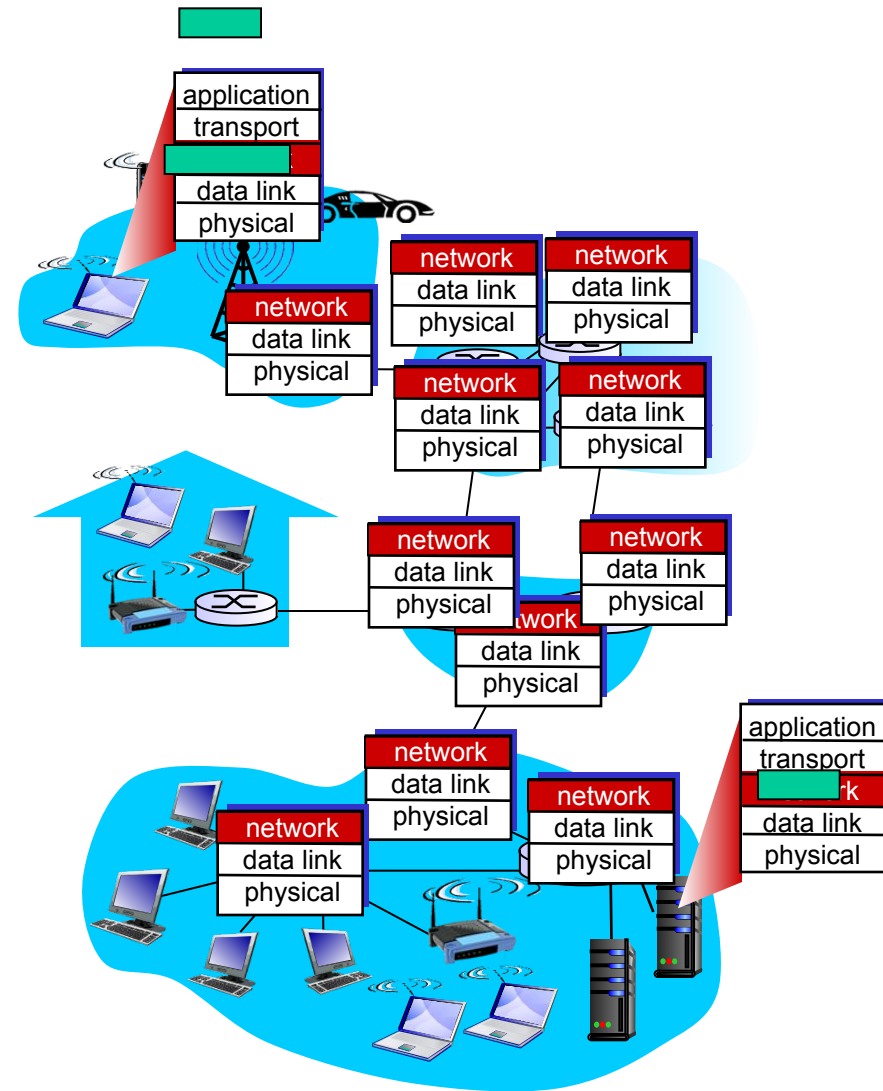 application
transport
data link
physical
network
data link
physical
network
data link
physical
network
data link
physical
network
data link
physical
network
data link
physical
network
data link
physical
network
data link
physical
data link
physical
application
transport
data link
physical
network
data link
physical
network
data link
physical
network
data link
physical